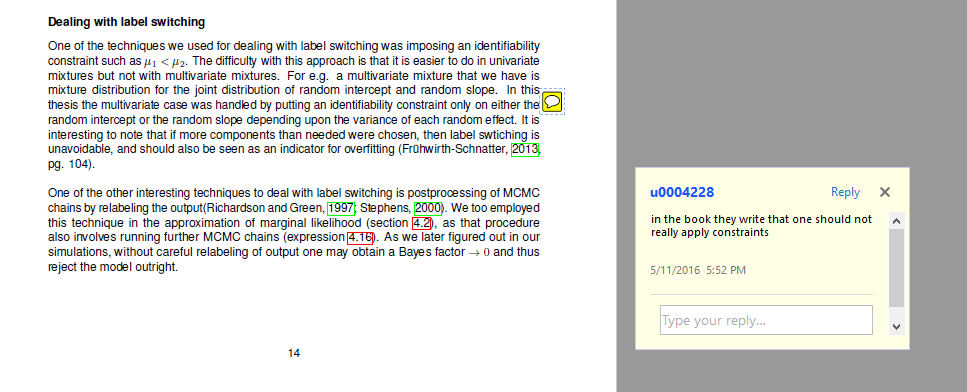 Dealing with label switching
One of the techniques we used for dealing with label switching was imposing an identifiability
constraint such as μ₁ < μ₂. The difficulty with this approach is that it is easier to do in univariate
mixtures but not with multivariate mixtures. For e.g. a multivariate mixture that we have is
mixture distribution for the joint distribution of random intercept and random slope. In this
thesis the multivariate case was handled by putting an identifiability constraint only on either the
random intercept or the random slope depending upon the variance of each random effect. It is
interesting to note that if more components than needed were chosen, then label swtiching is
unavoidable, and should also be seen as an indicator for overfitting (Frühwirth-Schnatter, 2013,
pg. 104).
One of the other interesting techniques to deal with label switching is postprocessing of MCMC
chains by relabeling the output(Richardson and Green, 1997; Stephens, 2000). We too employed
this technique in the approximation of marginal likelihood (section 4.2), as that procedure
also involves running further MCMC chains (expression 4.16). As we later figured out in our
simulations, without careful relabeling of output one may obtain a Bayes factor → 0 and thus
reject the model outright.
14
u0004228 Reply
in the book they write that one should not
really apply constraints
5/11/2016 5:52 PM
Type your reply...